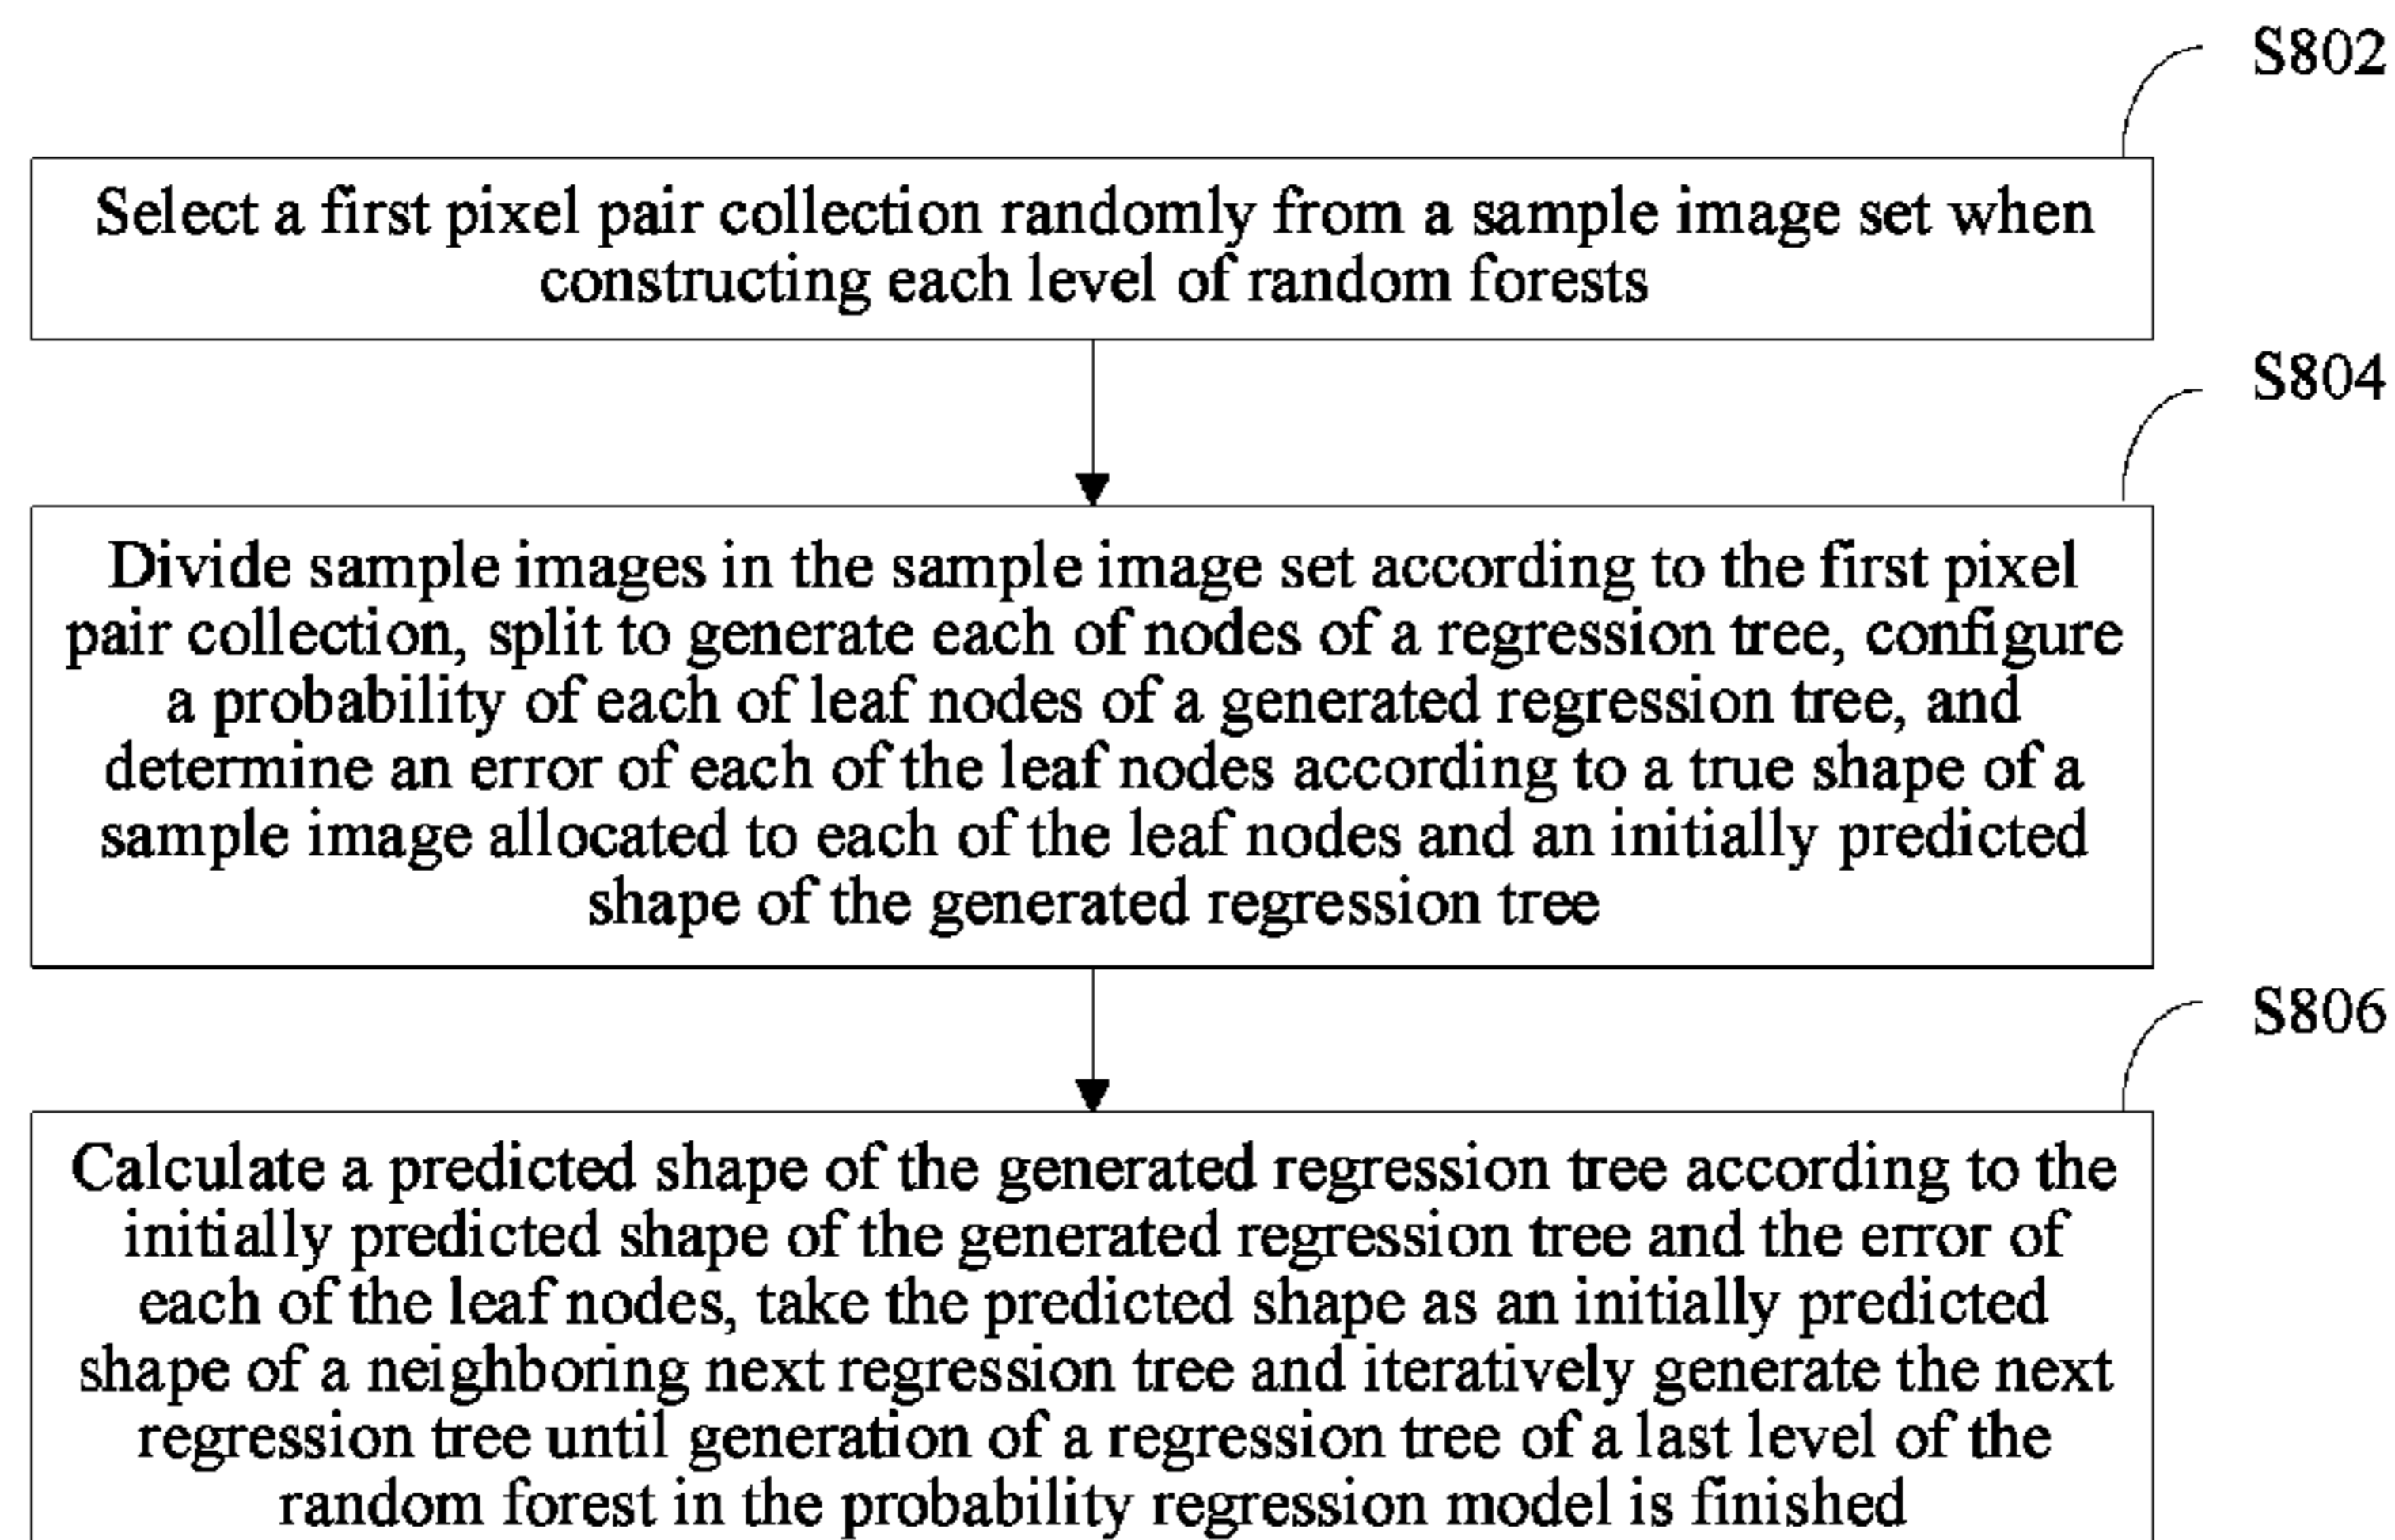 S802
Select a first pixel pair collection randomly from a sample image set when
constructing each level of random forests
S804
Divide sample images in the sample image set according to the first pixel
pair collection, split to generate each of nodes of a regression tree, configure
a probability of each of leaf nodes of a generated regression tree, and
determine an error of each of the leaf nodes according to a true shape of a
sample image allocated to each of the leaf nodes and an initially predicted
shape of the generated regression tree
S806
Calculate a predicted shape of the generated regression tree according to the
initially predicted shape of the generated regression tree and the error of
each of the leaf nodes, take the predicted shape as an initially predicted
shape of a neighboring next regression tree and iteratively generate the next
regression tree until generation of a regression tree of a last level of the
random forest in the probability regression model is finished